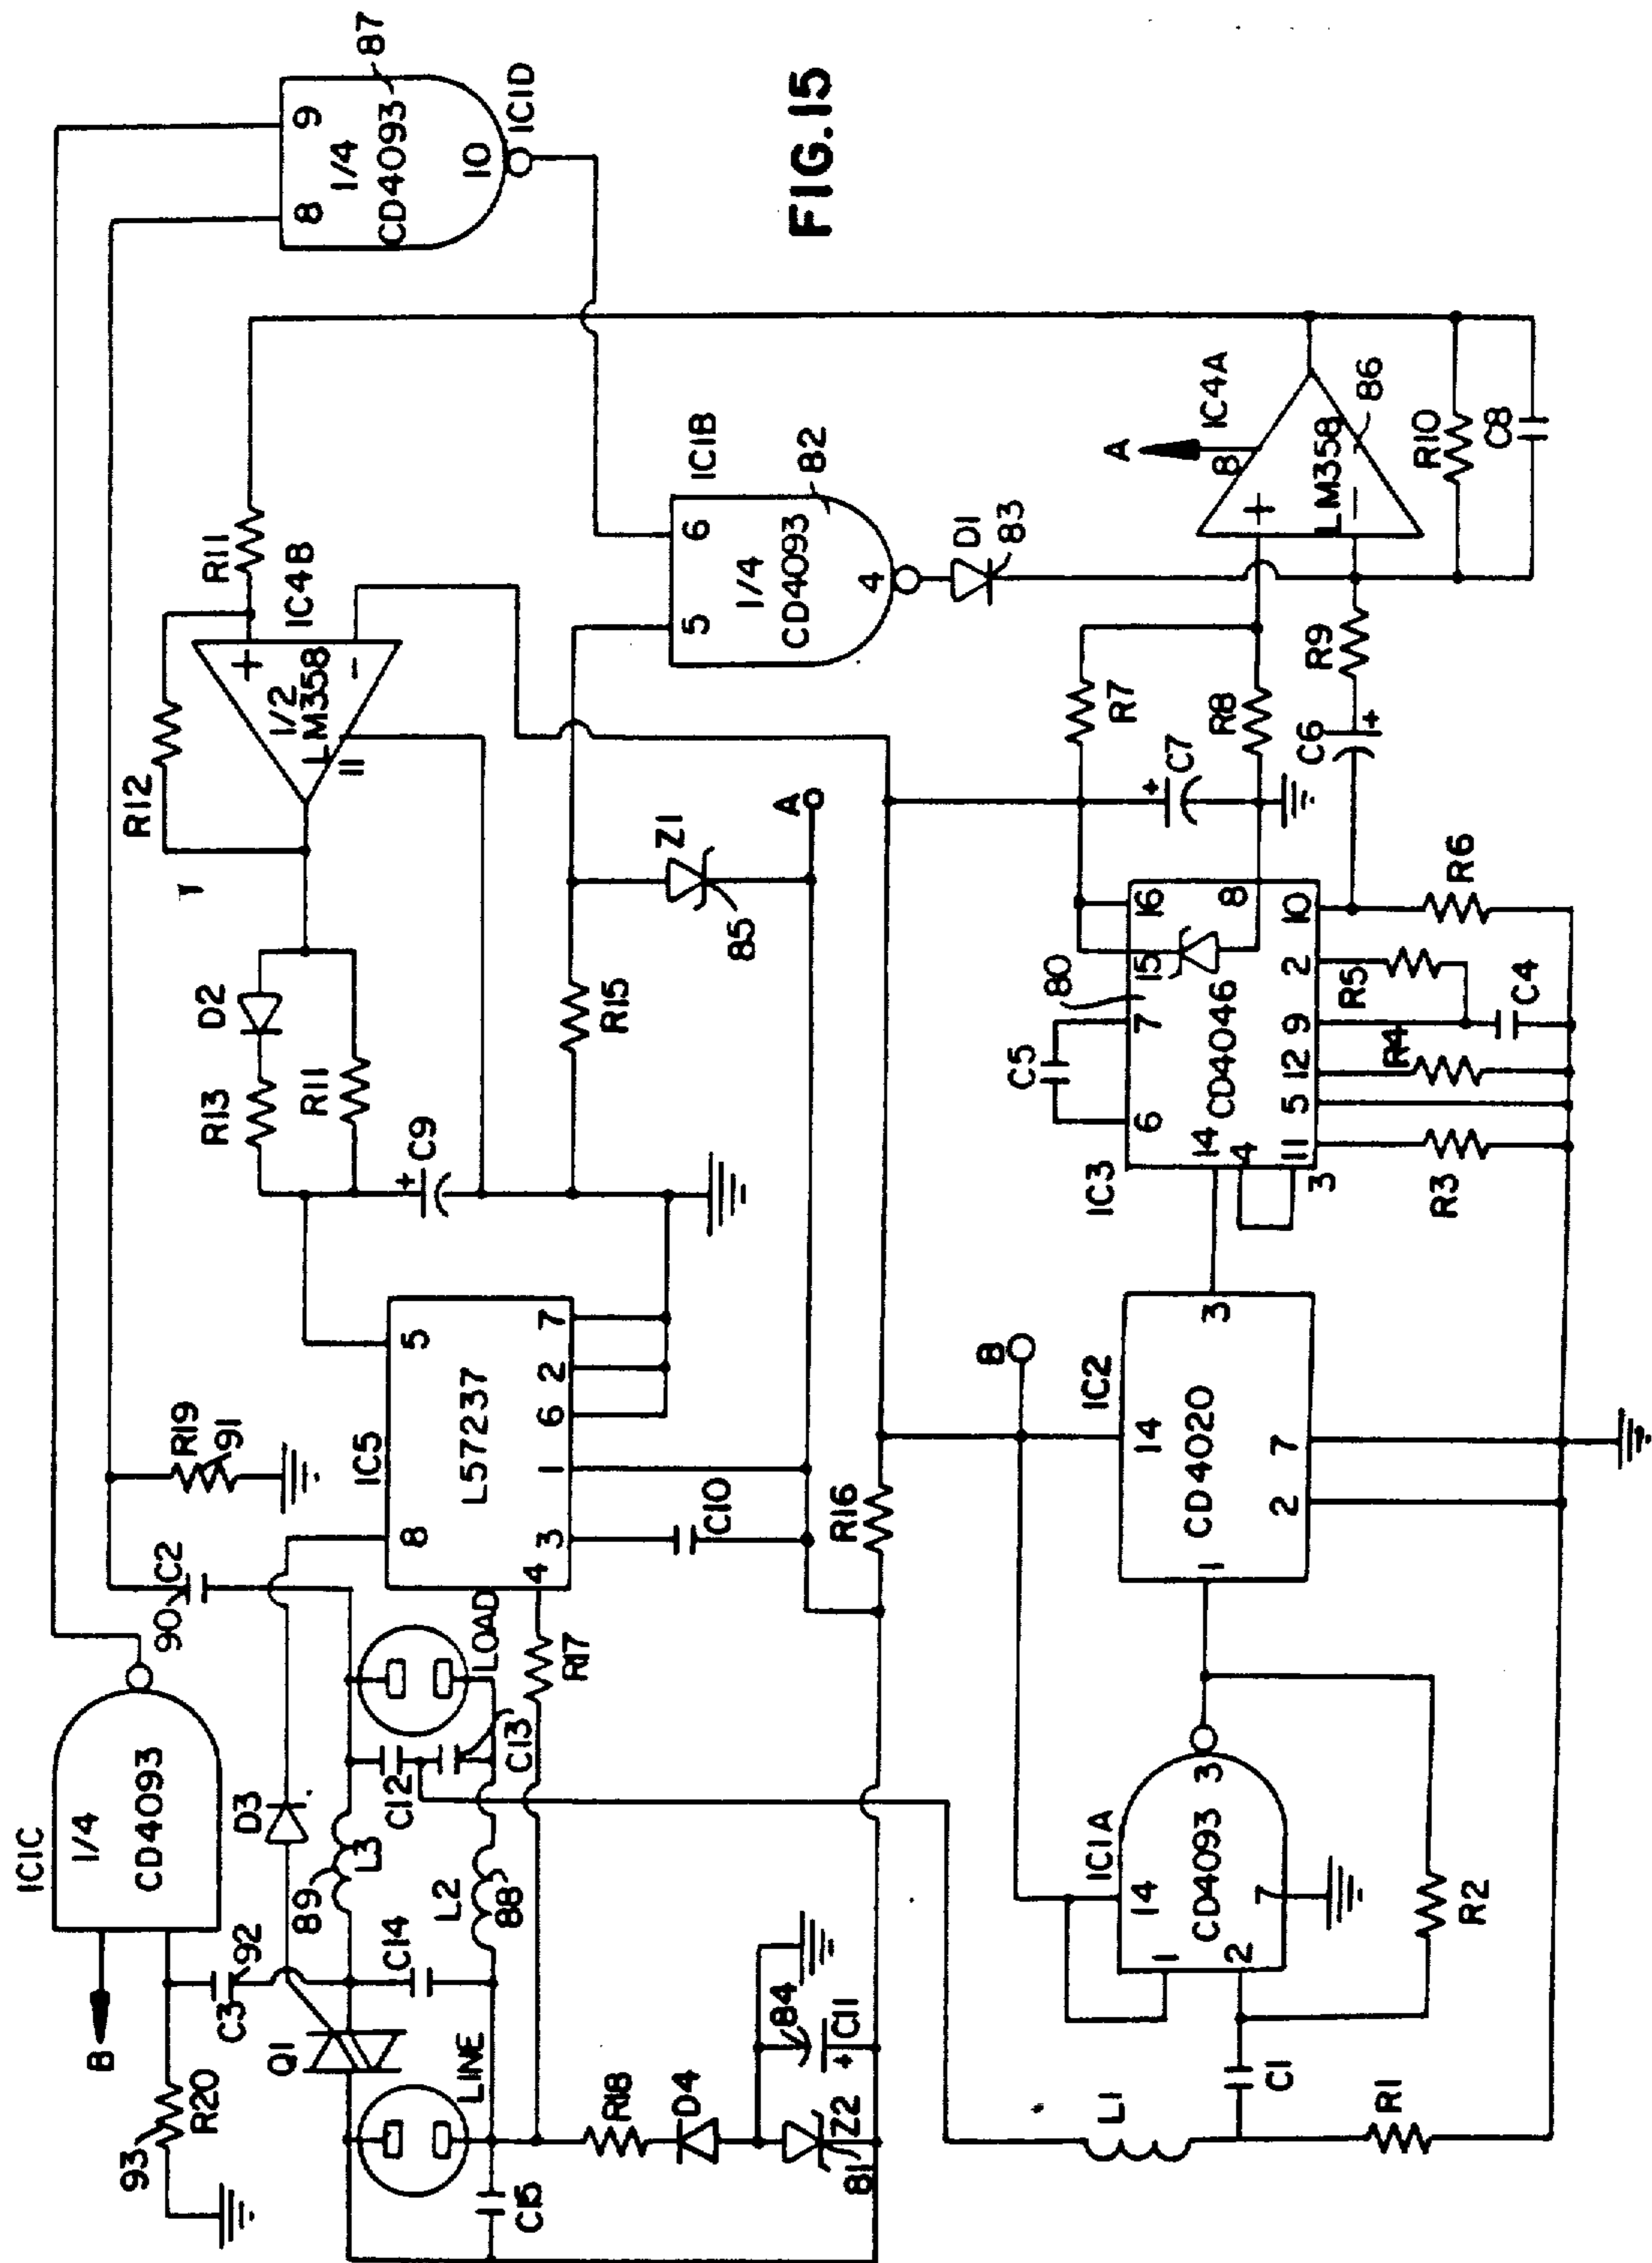 IC1C
1/4
CD4093
B
R20
93
C3
92
90
C2
R19
91
8
9
1/4
CD4093
10
87
IC1D
FIG.15
Q1
89
L3
D3
C12
C13
LOAD
R17
C14
L2
88
LINE
C15
R18
D4
84
C11
+
Z2
81
IC5
L57237
8
5
4
3
1
6
2
7
C10
R16
R12
R11
+
-
1/2
LM358
11
IC4B
D2
R13
R11
C9
+
R15
Z1
85
A
IC1B
5
6
1/4
CD4093
4
82
D1
83
A
IC4A
8
+
-
LM358
86
R10
C8
R7
R8
C7
+
R9
C6
+
IC3
80
C5
6
7
15
16
8
14
4
3
CD4046
11
5
12
9
2
10
R3
R4
R5
C4
R6
B
IC2
14
CD4020
1
3
2
7
IC1A
14
1
2
CD4093
3
7
R2
C1
L1
R1